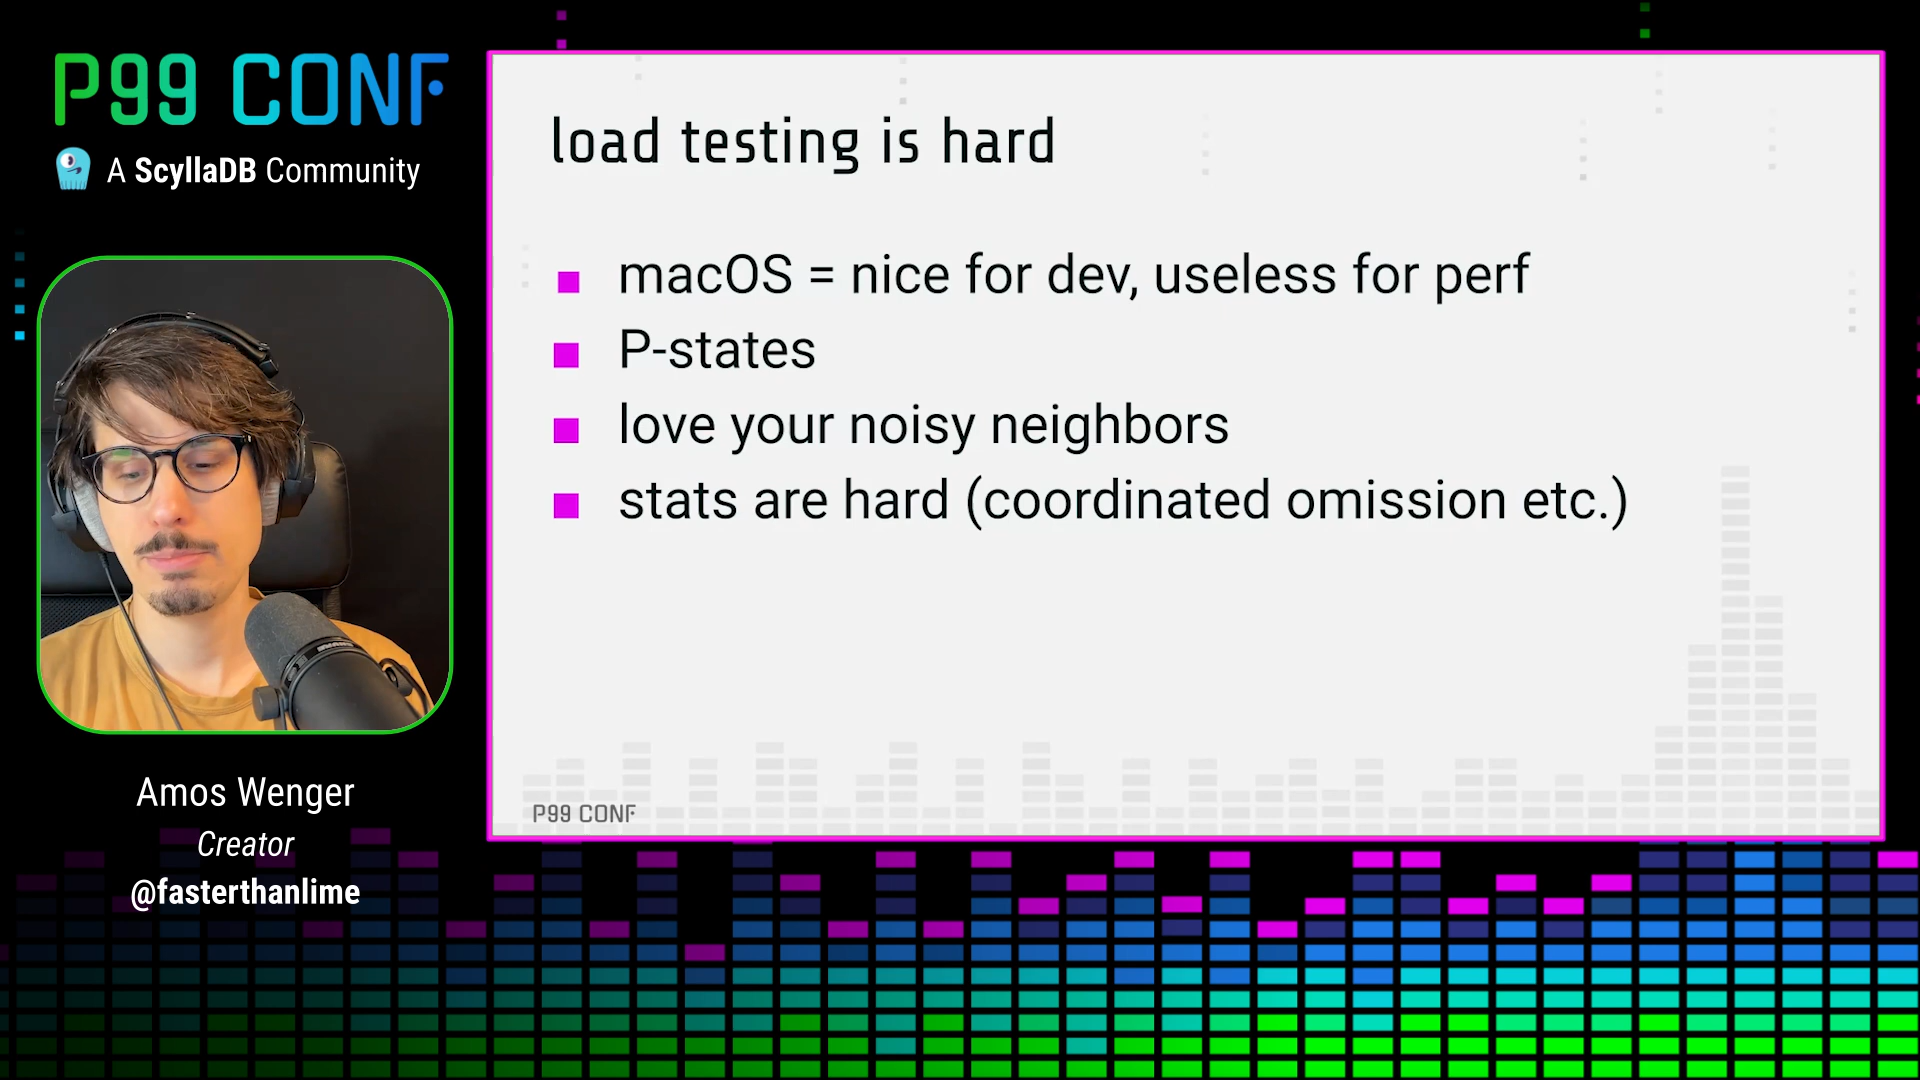 P99 CONF
A ScyllaDB Community
Amos Wenger
Creator
@fasterthanlime
load testing is hard
macOS = nice for dev, useless for perf
P-states
love your noisy neighbors
stats are hard (coordinated omission etc.)
P99 CONF